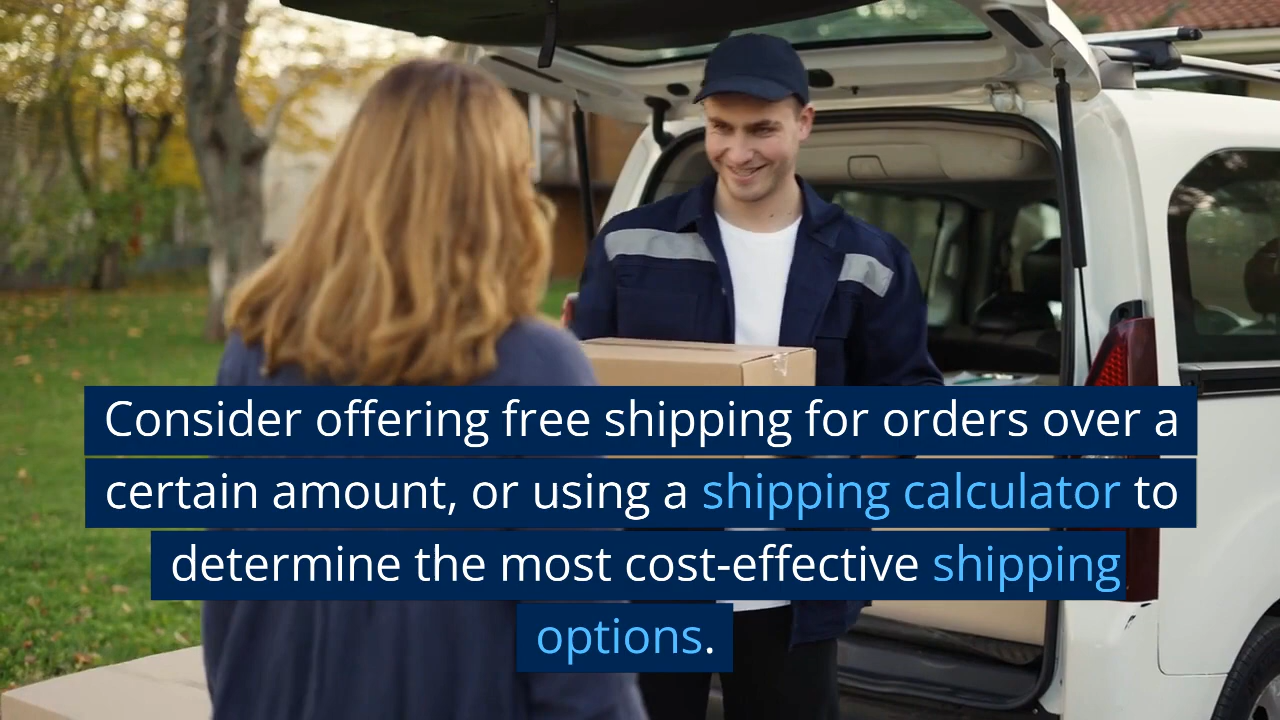 Consider offering free shipping for orders over a
certain amount, or using a shipping calculator to
determine the most cost-effective shipping
options.